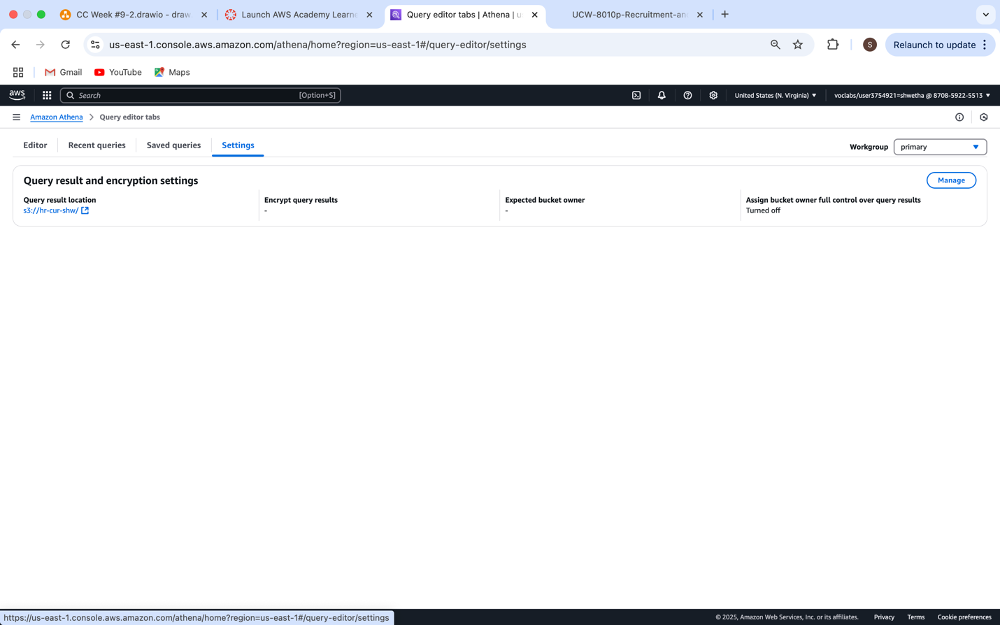 CC Week #9-2.drawio - draw
Launch AWS Academy Learne
Query editor tabs | Athena | u
UCW-8010p-Recruitment-an
us-east-1.console.aws.amazon.com/athena/home?region=us-east-1#/query-editor/settings
S
Relaunch to update
Gmail
YouTube
Maps
aws
Search
[Option+S]
United States (N. Virginia)
voclabs/user3754921=shwetha @ 8708-5922-5513
Amazon Athena
Query editor tabs
Editor
Recent queries
Saved queries
Settings
Workgroup
primary
Query result and encryption settings
Manage
Query result location
s3://hr-cur-shw/
Encrypt query results
-
Expected bucket owner
-
Assign bucket owner full control over query results
Turned off
https://us-east-1.console.aws.amazon.com/athena/home?region=us-east-1#/query-editor/settings
© 2025, Amazon Web Services, Inc. or its affiliates.
Privacy
Terms
Cookie preferences